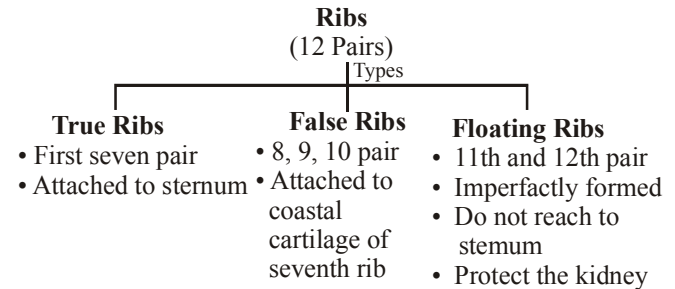 Ribs
(12 Pairs)
Types
True Ribs
• First seven pair
• Attached to sternum
False Ribs
• 8, 9, 10 pair
• Attached to
coastal
cartilage of
seventh rib
Floating Ribs
• 11th and 12th pair
• Imperfactly formed
• Do not reach to
stemum
• Protect the kidney